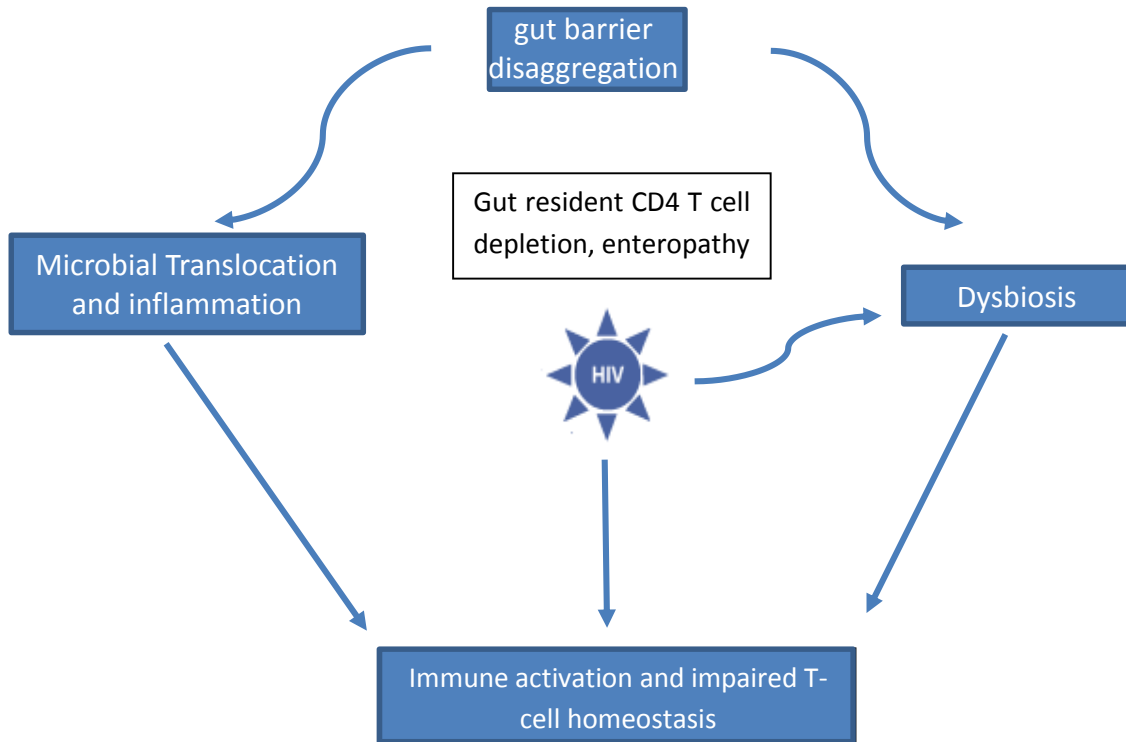 gut barrier
disaggregation
Gut resident CD4 T cell
depletion, enteropathy
Microbial Translocation
and inflammation
Dysbiosis
HIV
Immune activation and impaired T-
cell homeostasis